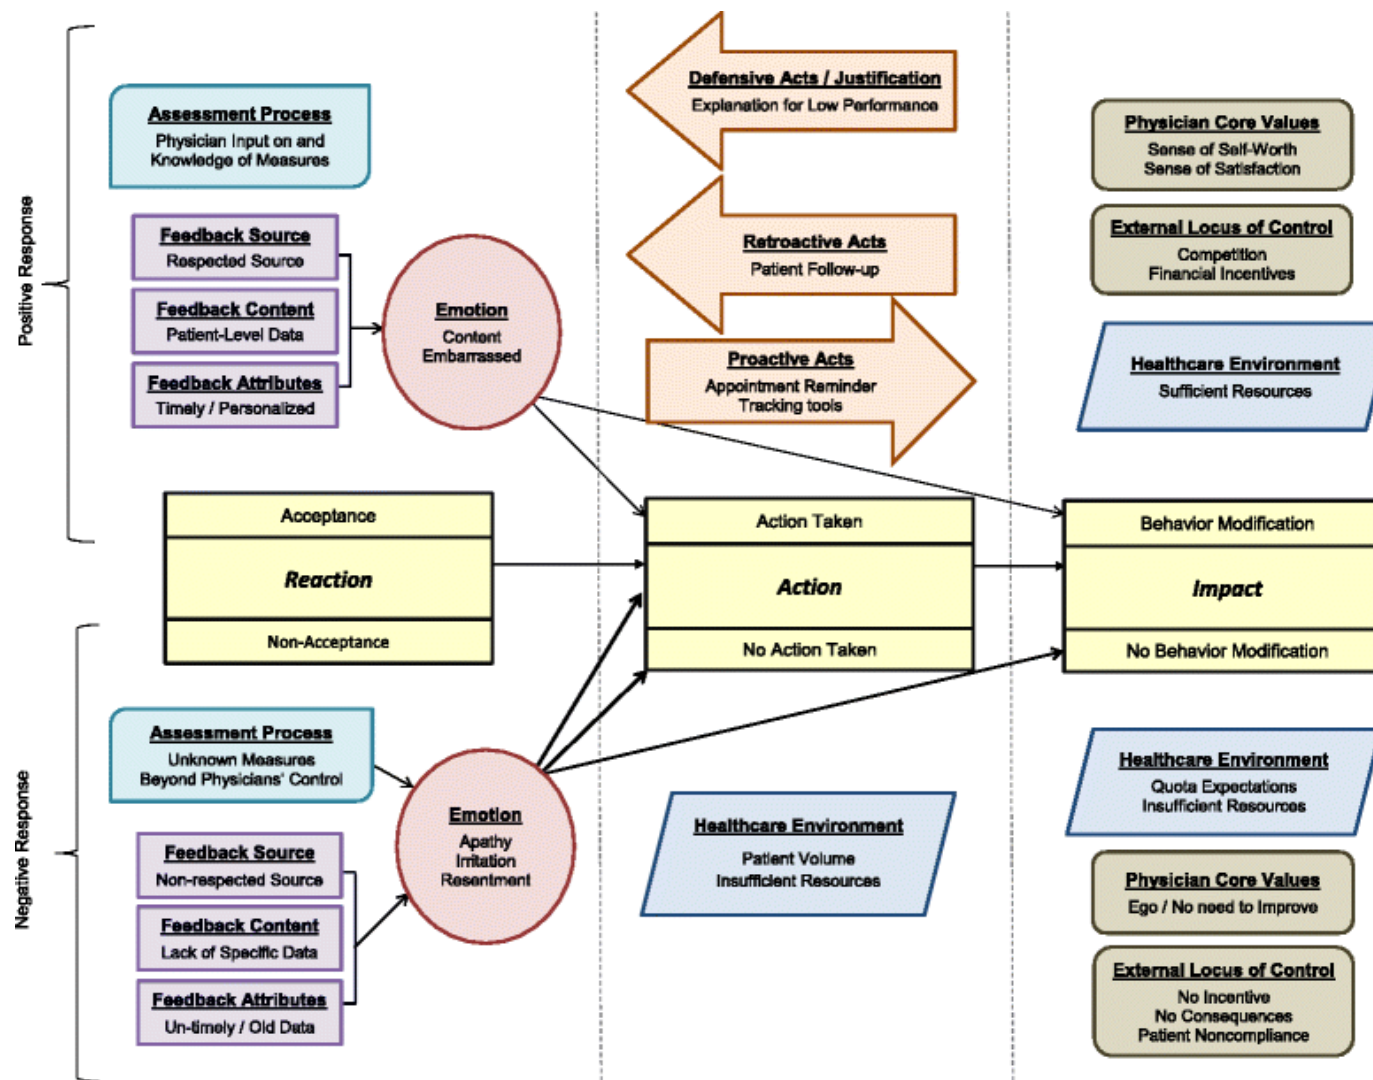 Positive Response
Assessment Process
Physician Input on and
Knowledge of Measures
Feedback Source
Respected Source
Feedback Content
Patient-Level Data
Feedback Attributes
Timely / Personalized
Emotion
Content
Embarrassed
Defensive Acts / Justification
Explanation for Low Performance
Retroactive Acts
Patient Follow-up
Proactive Acts
Appointment Reminder
Tracking tools
Physician Core Values
Sense of Self-Worth
Sense of Satisfaction
External Locus of Control
Competition
Financial Incentives
Healthcare Environment
Sufficient Resources
Acceptance
Reaction
Non-Acceptance
Action Taken
Action
No Action Taken
Behavior Modification
Impact
No Behavior Modification
Negative Response
Assessment Process
Unknown Measures
Beyond Physicians' Control
Feedback Source
Non-respected Source
Feedback Content
Lack of Specific Data
Feedback Attributes
Un-timely / Old Data
Emotion
Apathy
Irritation
Resentment
Healthcare Environment
Patient Volume
Insufficient Resources
Healthcare Environment
Quota Expectations
Insufficient Resources
Physician Core Values
Ego / No need to Improve
External Locus of Control
No Incentive
No Consequences
Patient Noncompliance